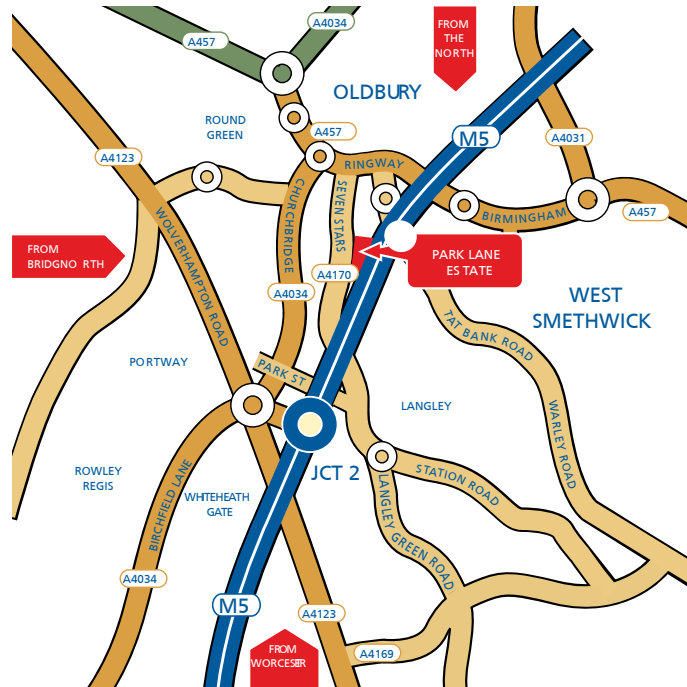 A4034
FROM
THE
NORTH
A457
OLDBURY
ROUND
GREEN
A457
M5
A4031
A4123
RINGWAY
CHURCHBRIDGE
SEVEN STARS
BIRMINGHAM
A457
WOLVERHAMPTON ROAD
FROM
BRIDGNO RTH
PARK LANE
ES TATE
A4170
A4034
WEST
SMETHWICK
TAT BANK ROAD
PORTWAY
PARK ST
LANGLEY
WARLEY ROAD
ROWLEY
REGIS
BIRCHFIELD LANE
WHITEHEATH
GATE
JCT 2
STATION ROAD
LANGLEY GREEN ROAD
A4034
M5
A4123
FROM
WORCESTER
A4169